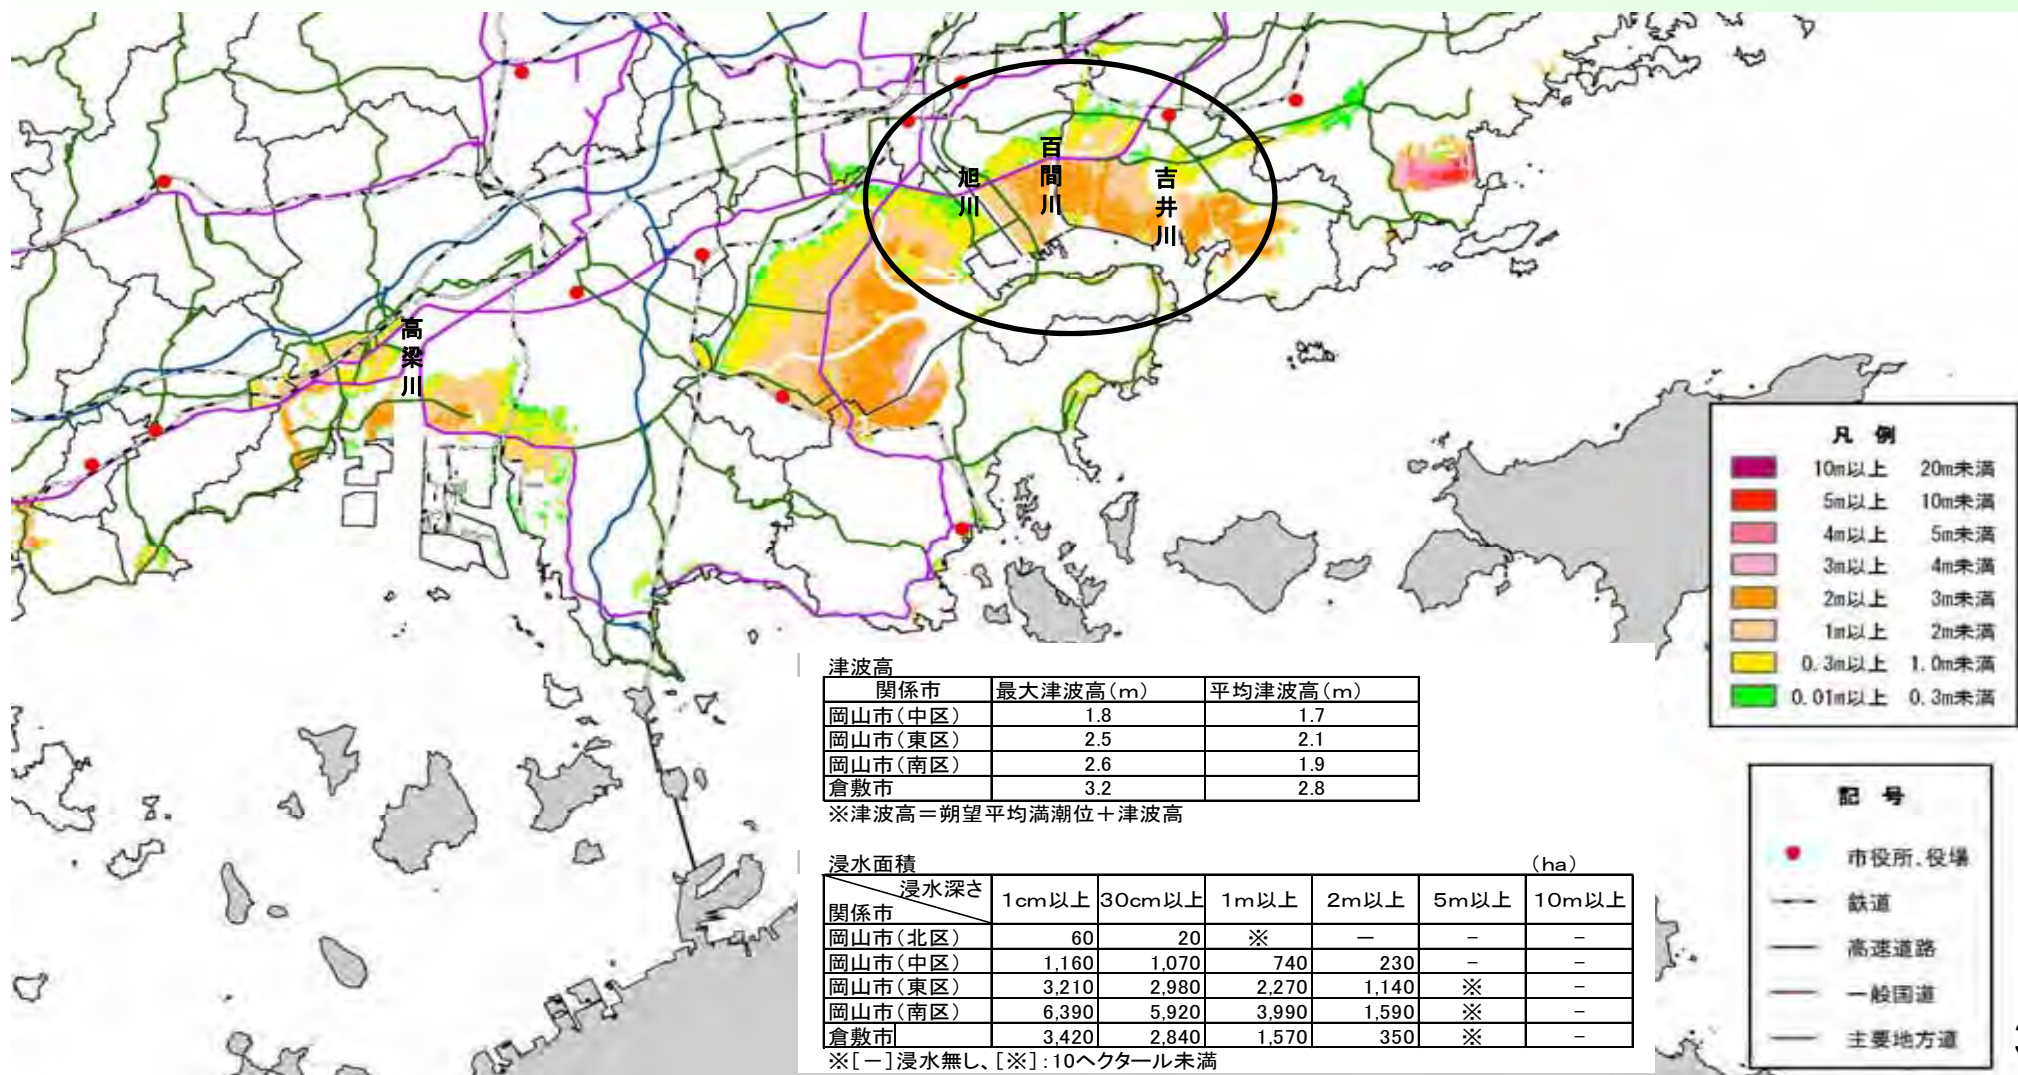 旭川
百間川
吉井川
高梁川
凡 例
10m以上 20m未満
5m以上 10m未満
4m以上 5m未満
3m以上 4m未満
2m以上 3m未満
1m以上 2m未満
0.3m以上 1.0m未満
0.01m以上 0.3m未満
津波高
関係市 最大津波高(m) 平均津波高(m)
岡山市(中区) 1.8 1.7
岡山市(東区) 2.5 2.1
岡山市(南区) 2.6 1.9
倉敷市 3.2 2.8
※津波高=朔望平均満潮位+津波高
記 号
市役所、役場
鉄道
高速道路
一般国道
主要地方道
浸水面積 (ha)
浸水深さ 関係市 1cm以上 30cm以上 1m以上 2m以上 5m以上 10m以上
岡山市(北区) 60 20 ※ － － －
岡山市(中区) 1,160 1,070 740 230 － －
岡山市(東区) 3,210 2,980 2,270 1,140 ※ －
岡山市(南区) 6,390 5,920 3,990 1,590 ※ －
倉敷市 3,420 2,840 1,570 350 ※ －
※[－]浸水無し、[※]:10ヘクタール未満